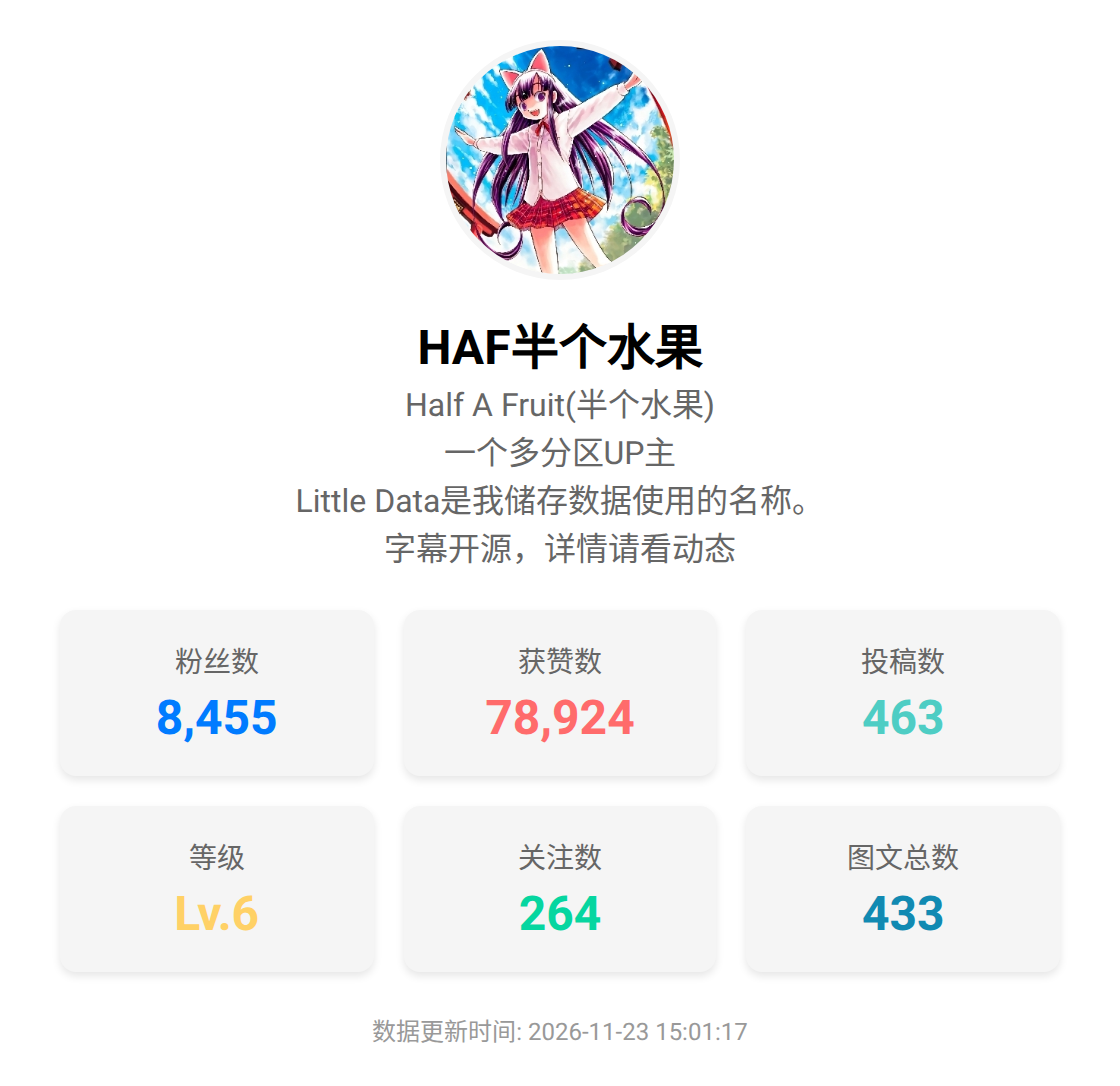 HAF半个水果
Half A Fruit(半个水果)
一个多分区UP主
Little Data是我储存数据使用的名称。
字幕开源，详情请看动态
粉丝数
8,455
获赞数
78,924
投稿数
463
等级
Lv.6
关注数
264
图文总数
433
数据更新时间: 2026-11-23 15:01:17